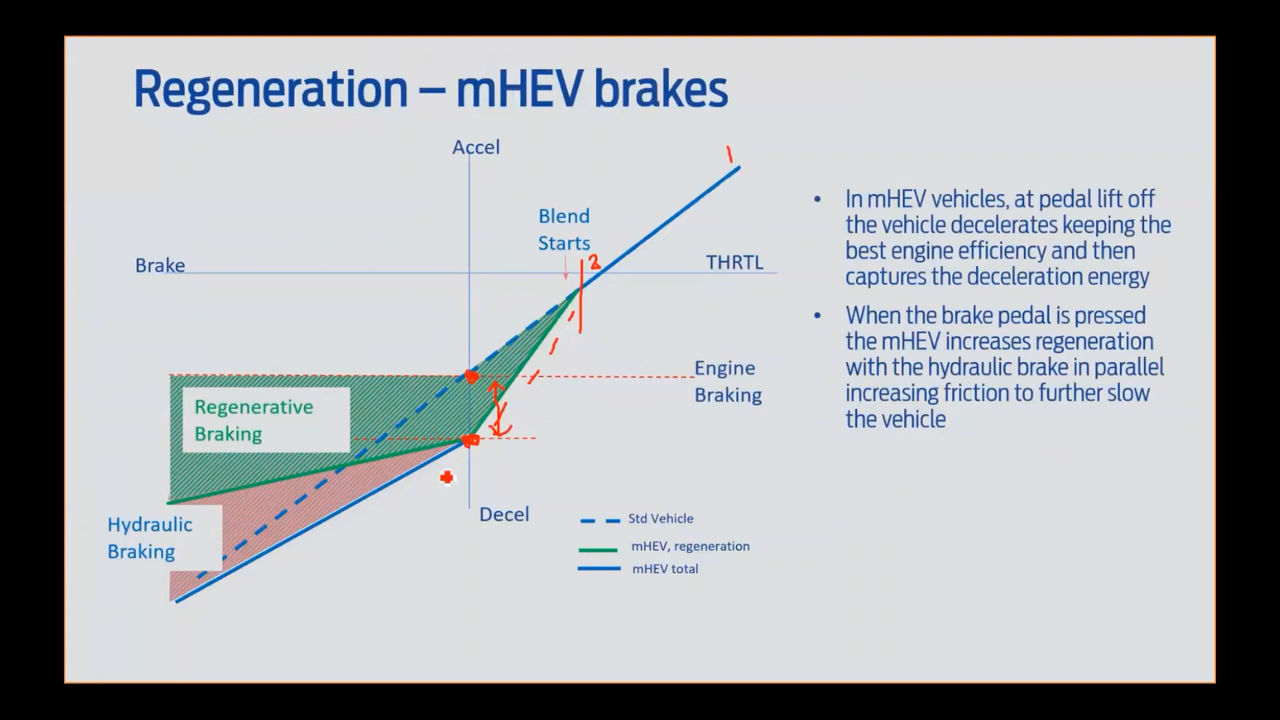 Regeneration – mHEV brakes
Accel
1
Blend
Starts
2
Brake
THRTL
Engine
Braking
Regenerative
Braking
Hydraulic
Braking
Decel
Std Vehicle
mHEV, regeneration
mHEV total
• In mHEV vehicles, at pedal lift off
the vehicle decelerates keeping the
best engine efficiency and then
captures the deceleration energy
• When the brake pedal is pressed
the mHEV increases regeneration
with the hydraulic brake in parallel
increasing friction to further slow
the vehicle